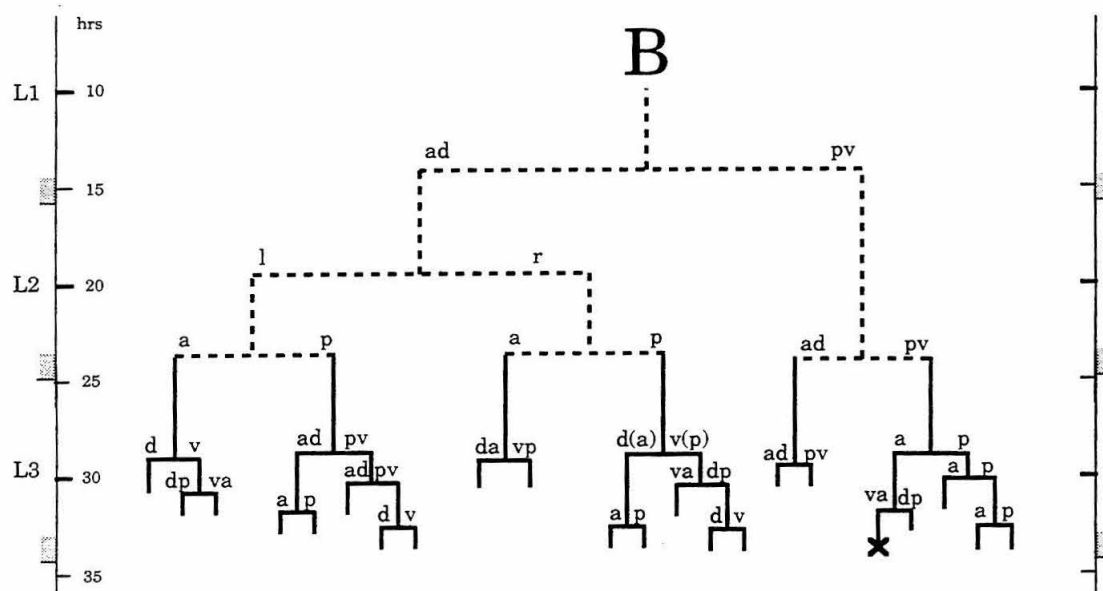 hrs
B
L1 10
ad pv
15
l r
L2 20
a p a p ad pv
25
d v ad pv da vp d(a) v(p) ad pv a p
L3 30
dp va ad pv va dp a p
a p d v a p d v va dp a p
35